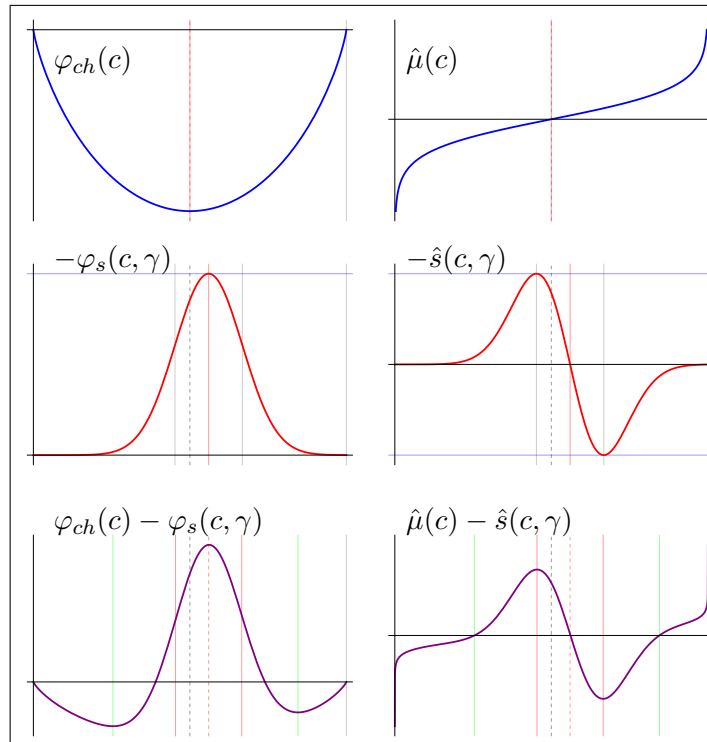 φ_{ch}(c)
μ̂(c)
−φ_s(c, γ)
−ŝ(c, γ)
φ_{ch}(c) − φ_s(c, γ)
μ̂(c) − ŝ(c, γ)